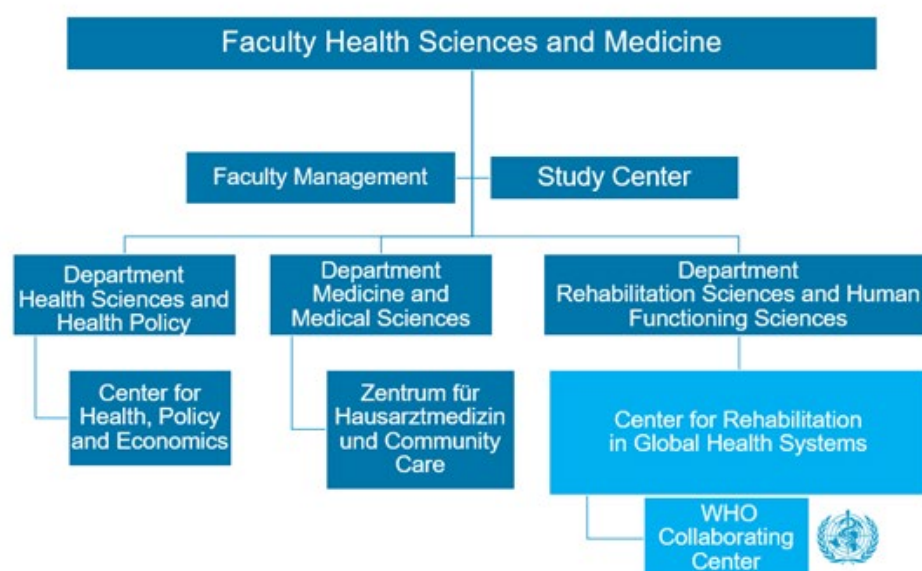 Faculty Health Sciences and Medicine
Faculty Management
Study Center
Department
Health Sciences and
Health Policy
Department
Medicine and
Medical Sciences
Department
Rehabilitation Sciences and Human
Functioning Sciences
Center for
Health, Policy
and Economics
Zentrum für
Hausarztmedizin
und Community
Care
Center for Rehabilitation
in Global Health Systems
WHO
Collaborating
Center